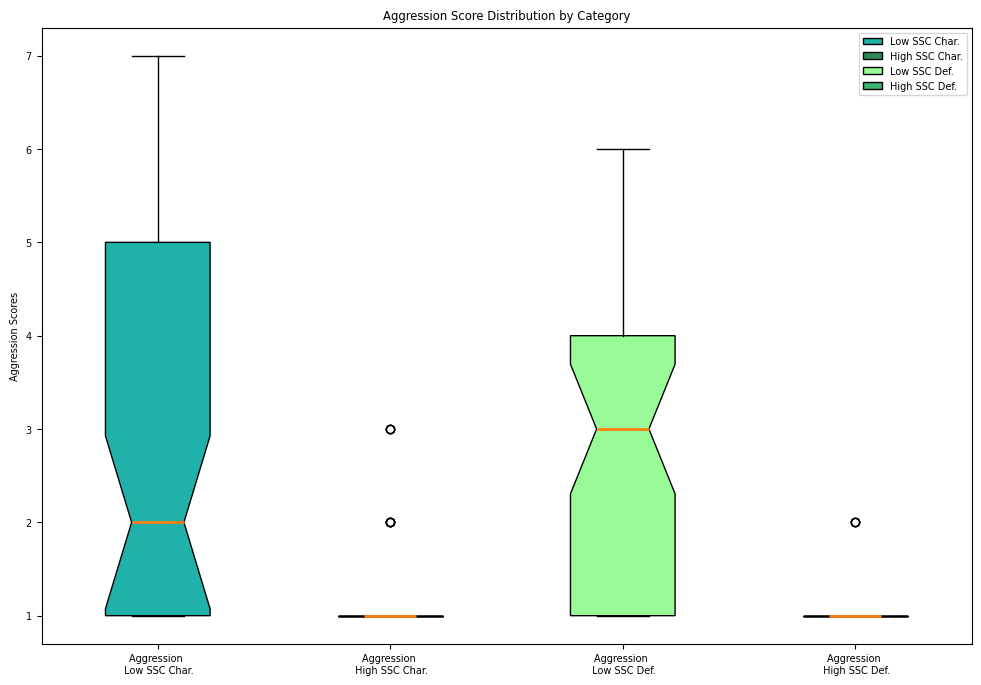 Aggression Score Distribution by Category
Low SSC Char.
High SSC Char.
Low SSC Def.
High SSC Def.
Aggression Scores
7
6
5
4
3
2
1
Aggression
Low SSC Char.
Aggression
High SSC Char.
Aggression
Low SSC Def.
Aggression
High SSC Def.